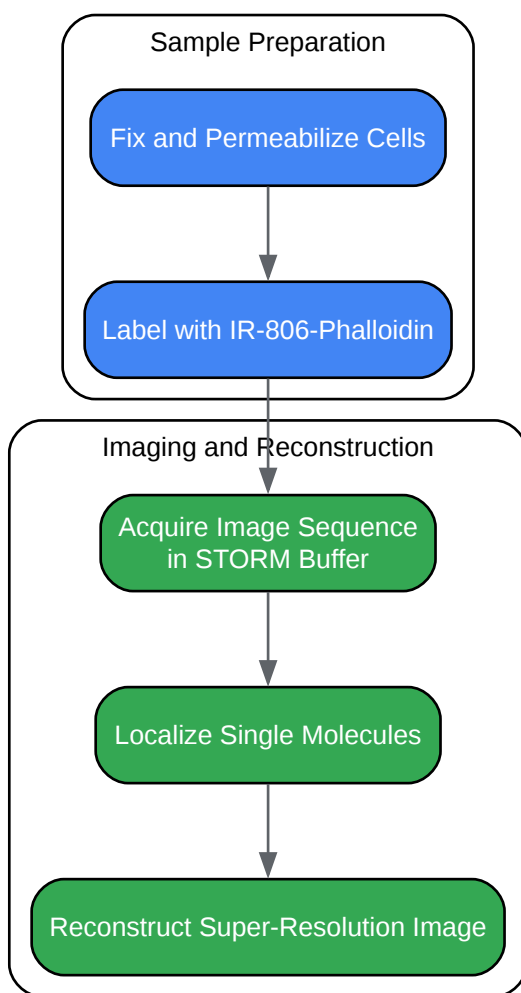 Sample Preparation
Fix and Permeabilize Cells
Label with IR-806-Phalloidin
Imaging and Reconstruction
Acquire Image Sequence
in STORM Buffer
Localize Single Molecules
Reconstruct Super-Resolution Image